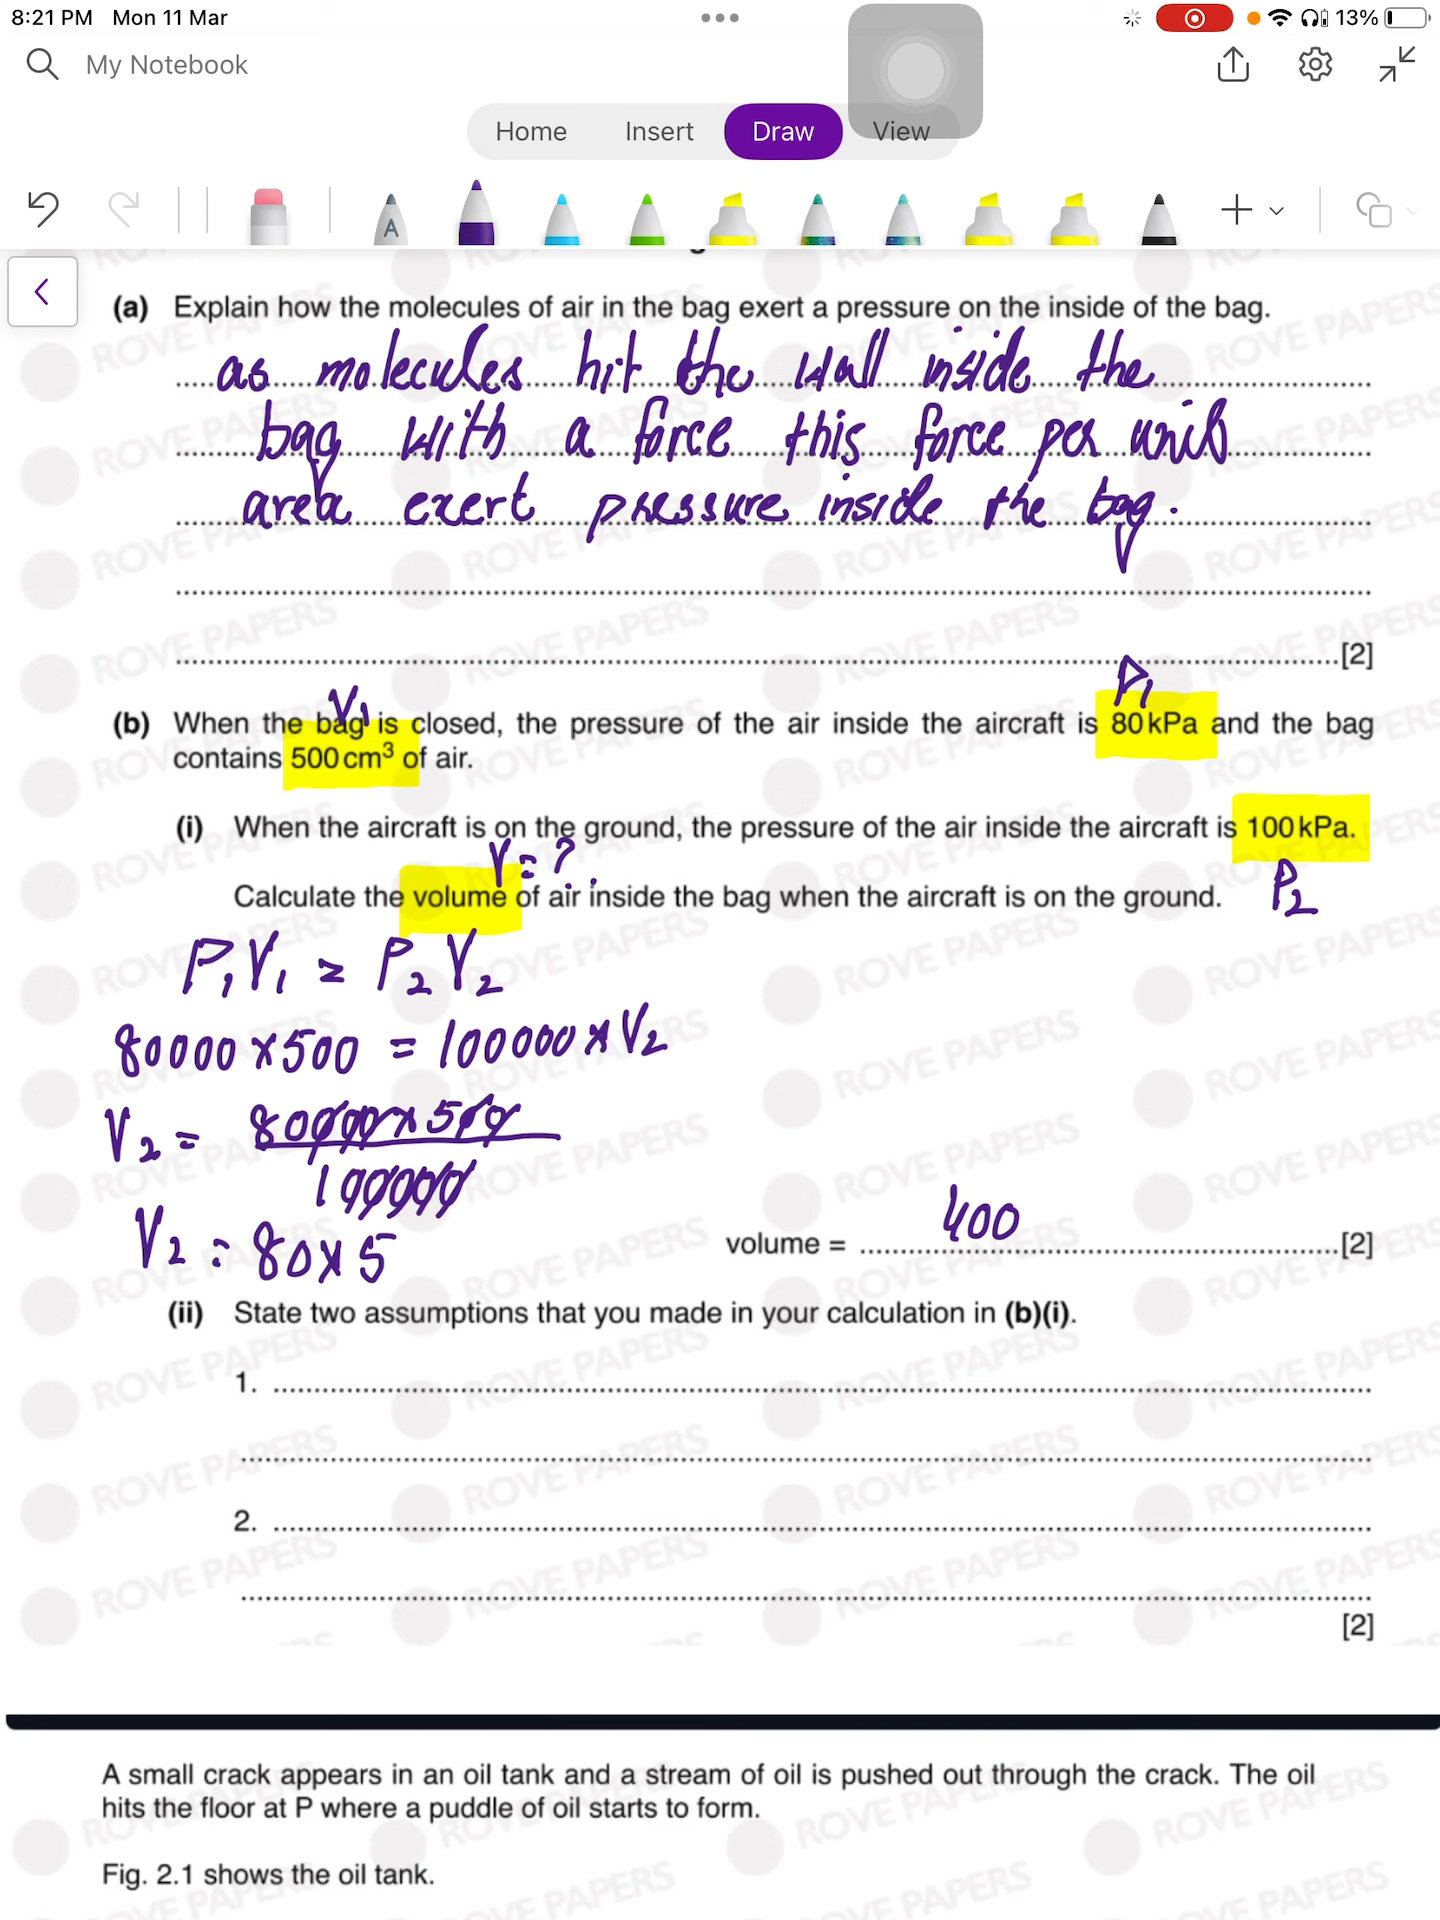 8:21 PM Mon 11 Mar
13%
My Notebook
Home Insert Draw View
A
(a) Explain how the molecules of air in the bag exert a pressure on the inside of the bag.
as molecules hit the wall inside the
bag with a force this force per unit
area exert pressure inside the bag.
[2]
P1
V1
(b) When the bag is closed, the pressure of the air inside the aircraft is 80 kPa and the bag
contains 500 cm³ of air.
(i) When the aircraft is on the ground, the pressure of the air inside the aircraft is 100 kPa.
V = ?
P2
Calculate the volume of air inside the bag when the aircraft is on the ground.
P1V1 = P2V2
80000 × 500 = 100000 × V2
V2 = 80000 × 500
100000
V2 = 80 × 5
volume = 400 [2]
(ii) State two assumptions that you made in your calculation in (b)(i).
1.
2.
[2]
A small crack appears in an oil tank and a stream of oil is pushed out through the crack. The oil
hits the floor at P where a puddle of oil starts to form.
Fig. 2.1 shows the oil tank.
ROVE PAPERS